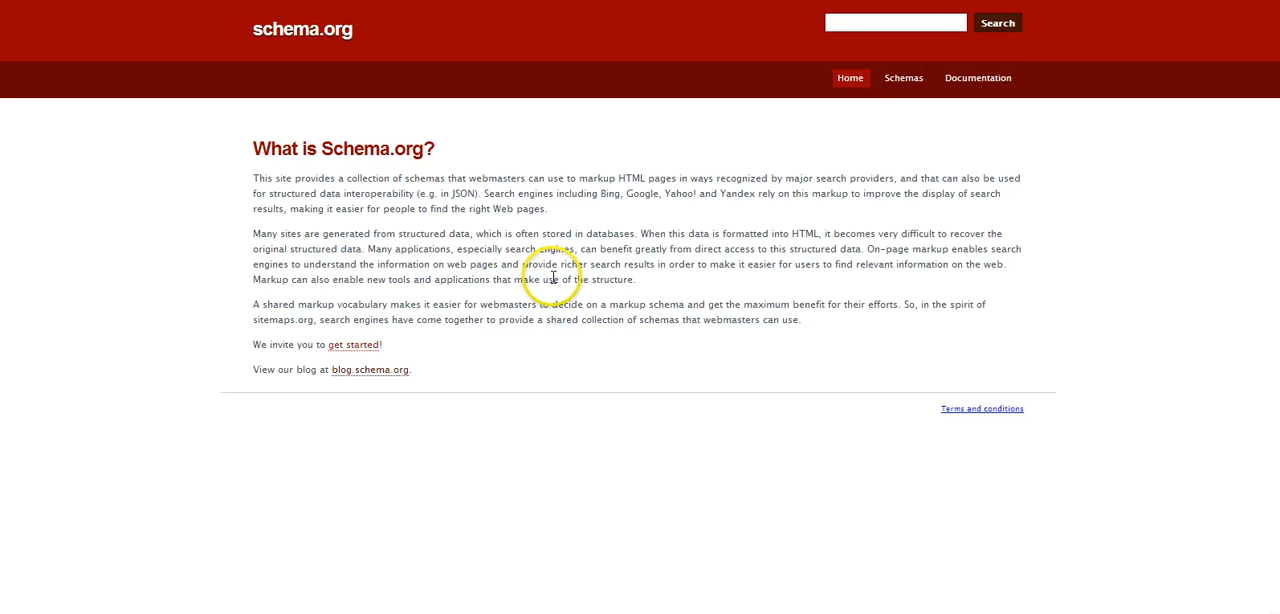 schema.org
Search
Home Schemas Documentation
What is Schema.org?
This site provides a collection of schemas that webmasters can use to markup HTML pages in ways recognized by major search providers, and that can also be used
for structured data interoperability (e.g. in JSON). Search engines including Bing, Google, Yahoo! and Yandex rely on this markup to improve the display of search
results, making it easier for people to find the right Web pages.
Many sites are generated from structured data, which is often stored in databases. When this data is formatted into HTML, it becomes very difficult to recover the
original structured data. Many applications, especially search engines, can benefit greatly from direct access to this structured data. On-page markup enables search
engines to understand the information on web pages and provide richer search results in order to make it easier for users to find relevant information on the web.
Markup can also enable new tools and applications that make use of the structure.
A shared markup vocabulary makes it easier for webmasters to decide on a markup schema and get the maximum benefit for their efforts. So, in the spirit of
sitemaps.org, search engines have come together to provide a shared collection of schemas that webmasters can use.
We invite you to get started!
View our blog at blog.schema.org.
Terms and conditions